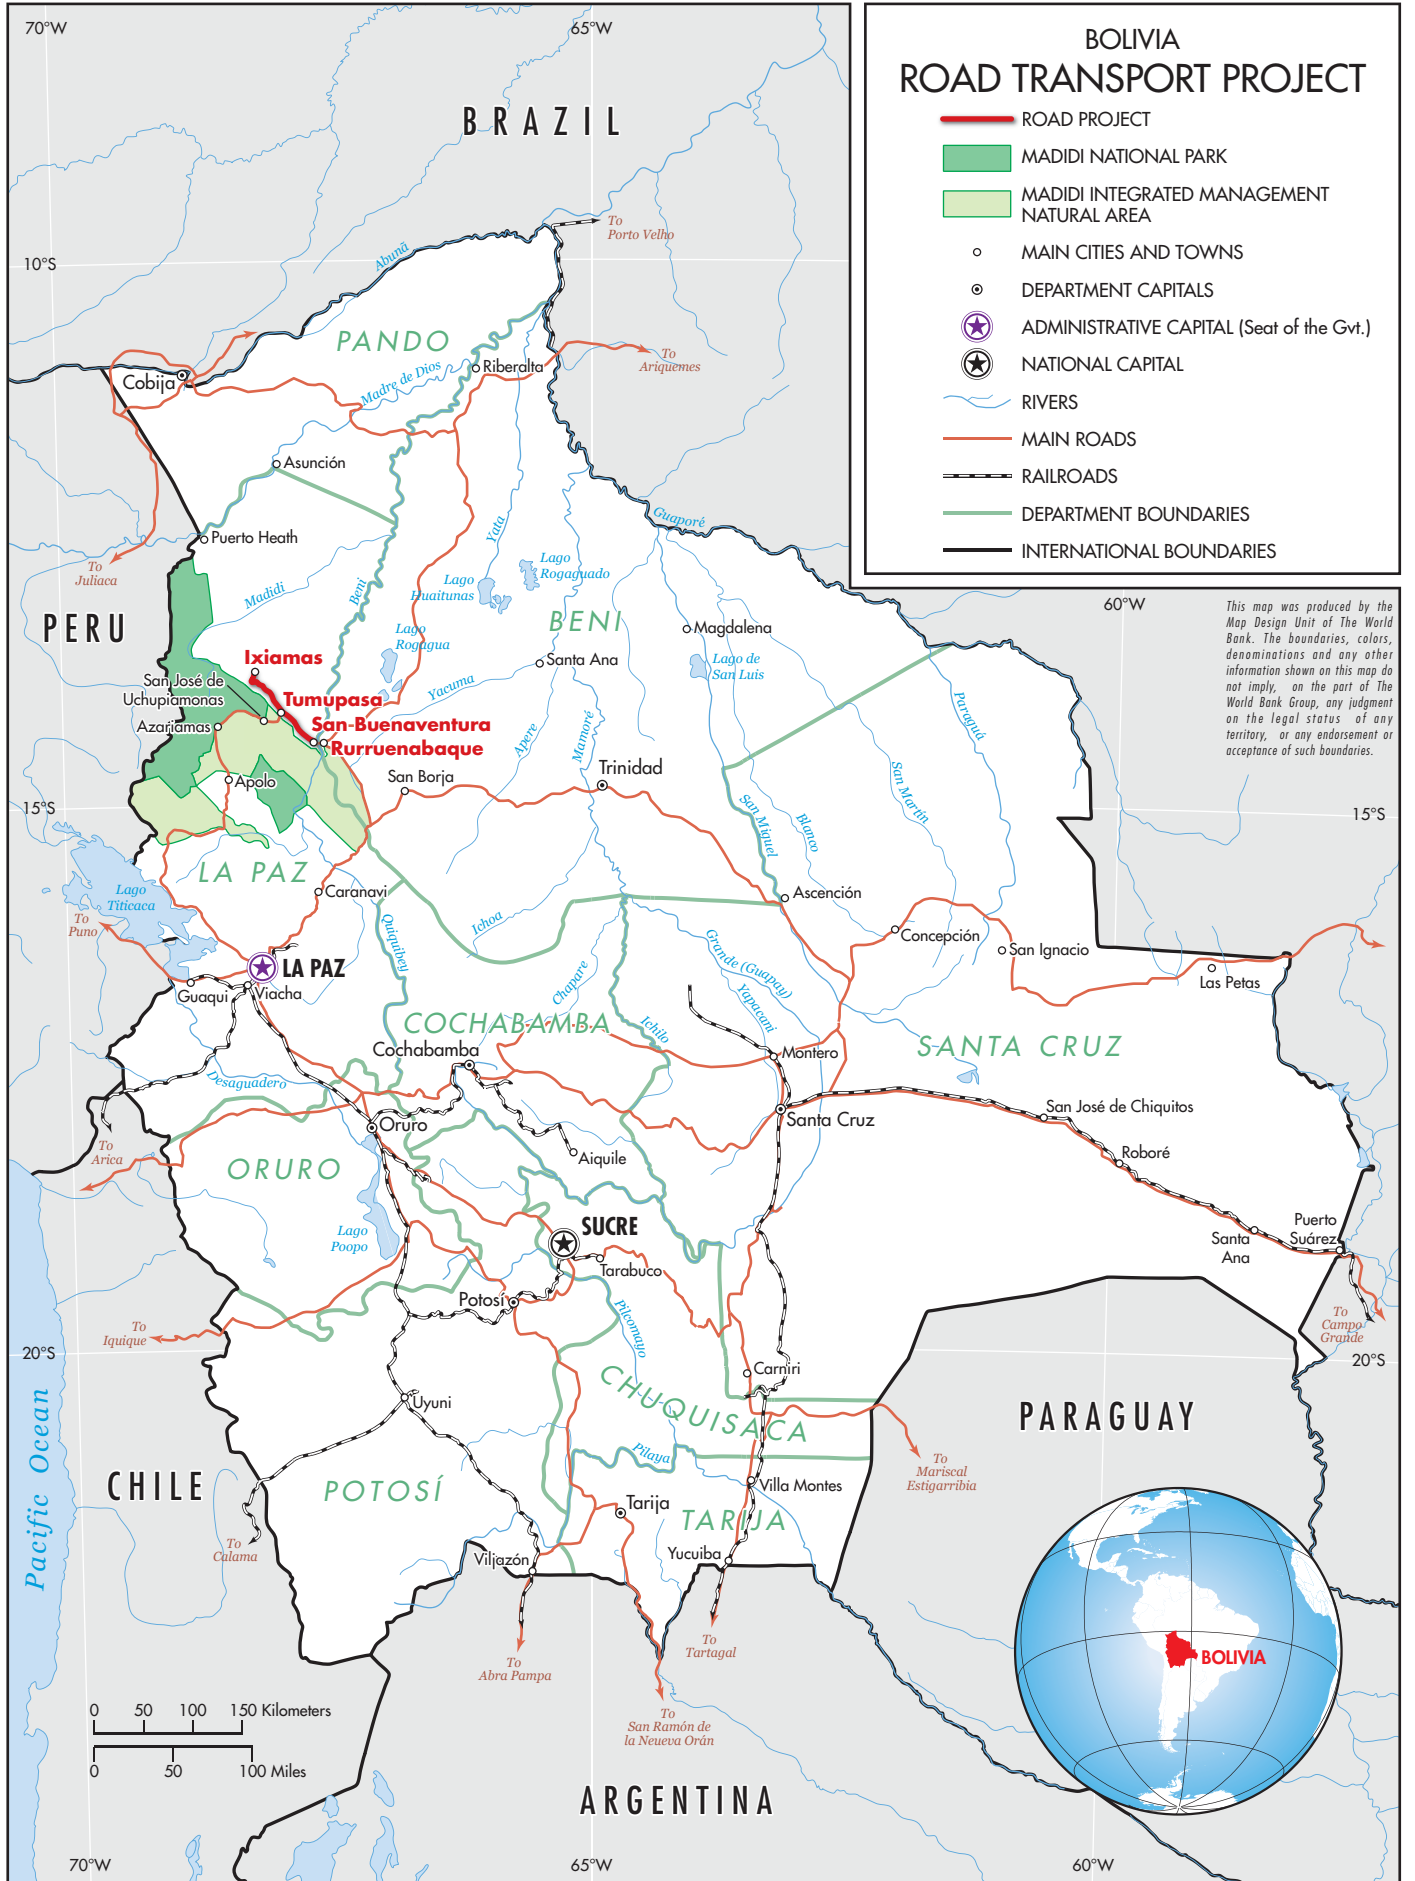 70°W
65°W
BRAZIL
BOLIVIA
ROAD TRANSPORT PROJECT
ROAD PROJECT
MADIDI NATIONAL PARK
MADIDI INTEGRATED MANAGEMENT
NATURAL AREA
MAIN CITIES AND TOWNS
DEPARTMENT CAPITALS
ADMINISTRATIVE CAPITAL (Seat of the Gvt.)
NATIONAL CAPITAL
RIVERS
MAIN ROADS
RAILROADS
DEPARTMENT BOUNDARIES
INTERNATIONAL BOUNDARIES
This map was produced by the
Map Design Unit of The World
Bank. The boundaries, colors,
denominations and any other
information shown on this map do
not imply, on the part of The
World Bank Group, any judgment
on the legal status of any
territory, or any endorsement or
acceptance of such boundaries.
To
Porto Velho
10°S
Abunã
PANDO
To
Ariquemes
Cobija
Madre de Dios
Riberalta
Asunción
Puerto Heath
To
Juliaca
Yata
Guaporé
Lago
Rogaguado
Lago
Huaitunas
Madidi
Beni
PERU
BENI
60°W
Magdalena
Lago
Rogagua
Ixiamas
Santa Ana
Lago de
San Luis
San José de
Uchupiamonas
Tumupasa
Yacuma
Azariamas
San-Buenaventura
Rurruenabaque
Apere
Mamoré
Paraguá
Apolo
San Borja
Trinidad
San Martín
15°S
15°S
San Miquel
Blanco
LA PAZ
Caranavi
Lago
Titicaca
Ascención
To
Puno
Quiquibey
Ichoa
Grande (Guapay)
Concepción
San Ignacio
LA PAZ
Las Petas
Guaqui
Viacha
Chapare
Yapacani
COCHABAMBA
Ichilo
SANTA CRUZ
Cochabamba
Montero
Desaguadero
Santa Cruz
San José de Chiquitos
Oruro
To
Arica
Aiquile
Roboré
ORURO
SUCRE
Lago
Poopo
Santa
Ana
Puerto
Suárez
Tarabuco
Potosí
Pilcomayo
To
Iquique
To
Campo
Grande
20°S
20°S
Carniri
Uyuni
CHUQUISACA
PARAGUAY
Pacific Ocean
CHILE
POTOSÍ
Pilaya
To
Mariscal
Estigarribia
Villa Montes
Tarija
TARIJA
To
Calama
Viljazón
Yucuiba
To
Tartagal
To
Abra Pampa
BOLIVIA
0 50 100 150 Kilometers
0 50 100 Miles
To
San Ramón de
la Neueva Orán
ARGENTINA
70°W
65°W
60°W